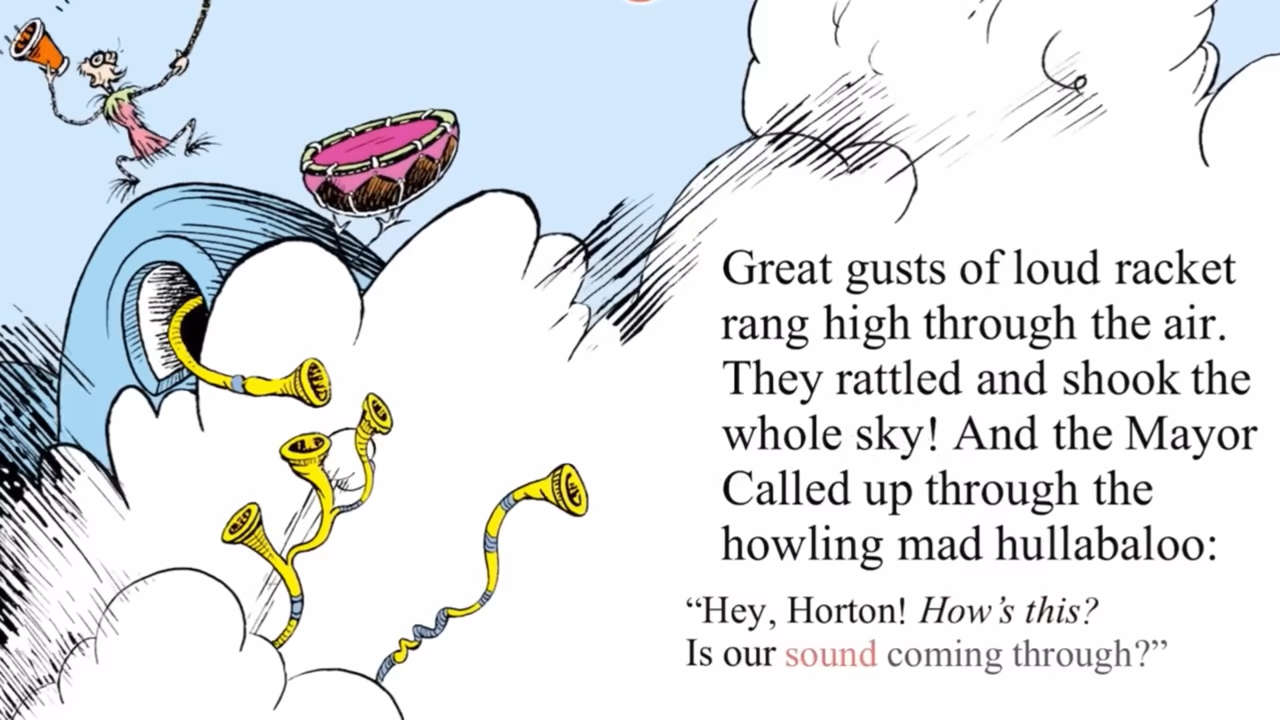 Great gusts of loud racket
rang high through the air.
They rattled and shook the
whole sky! And the Mayor
Called up through the
howling mad hullabaloo:
“Hey, Horton! How’s this?
Is our sound coming through?”